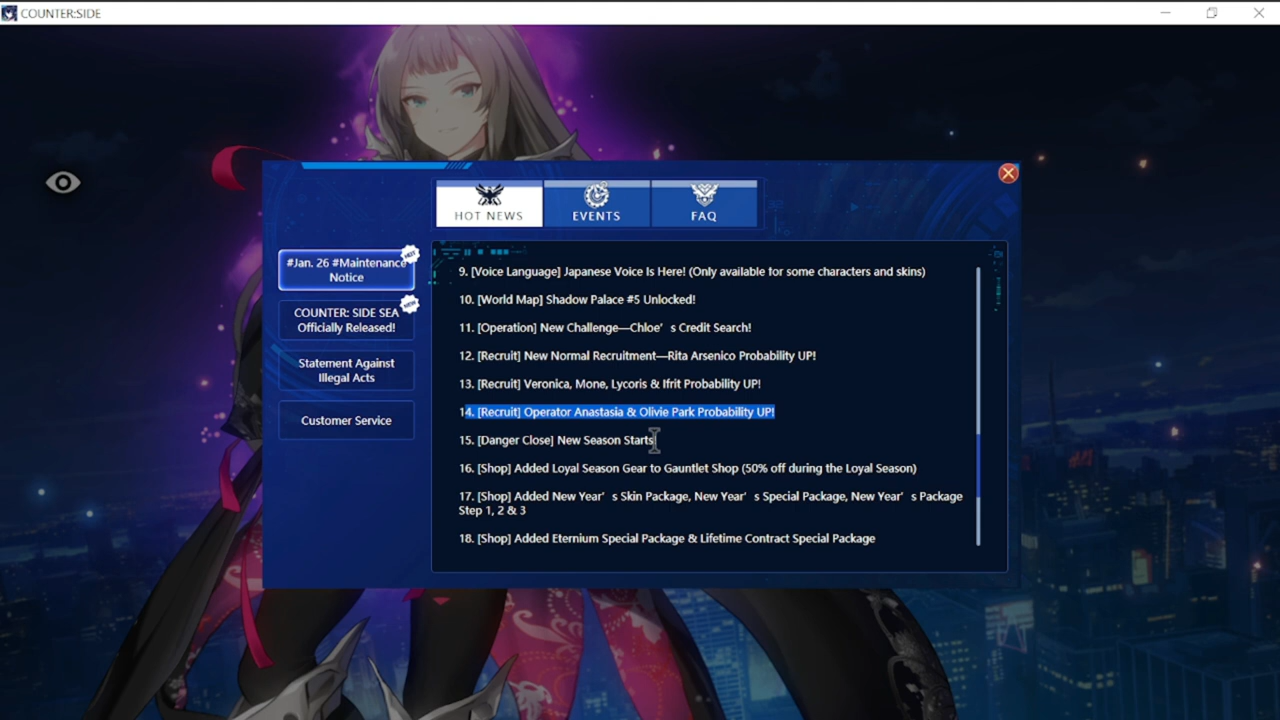 COUNTER:SIDE
HOT NEWS
EVENTS
FAQ
#Jan. 26 #Maintenance
Notice
HOT
COUNTER: SIDE SEA
Officially Released!
NEW
Statement Against
Illegal Acts
Customer Service
9. [Voice Language] Japanese Voice Is Here! (Only available for some characters and skins)
10. [World Map] Shadow Palace #5 Unlocked!
11. [Operation] New Challenge—Chloe’s Credit Search!
12. [Recruit] New Normal Recruitment—Rita Arsenico Probability UP!
13. [Recruit] Veronica, Mone, Lycoris & Ifrit Probability UP!
14. [Recruit] Operator Anastasia & Olivie Park Probability UP!
15. [Danger Close] New Season Starts
16. [Shop] Added Loyal Season Gear to Gauntlet Shop (50% off during the Loyal Season)
17. [Shop] Added New Year’s Skin Package, New Year’s Special Package, New Year’s Package
Step 1, 2 & 3
18. [Shop] Added Eternium Special Package & Lifetime Contract Special Package